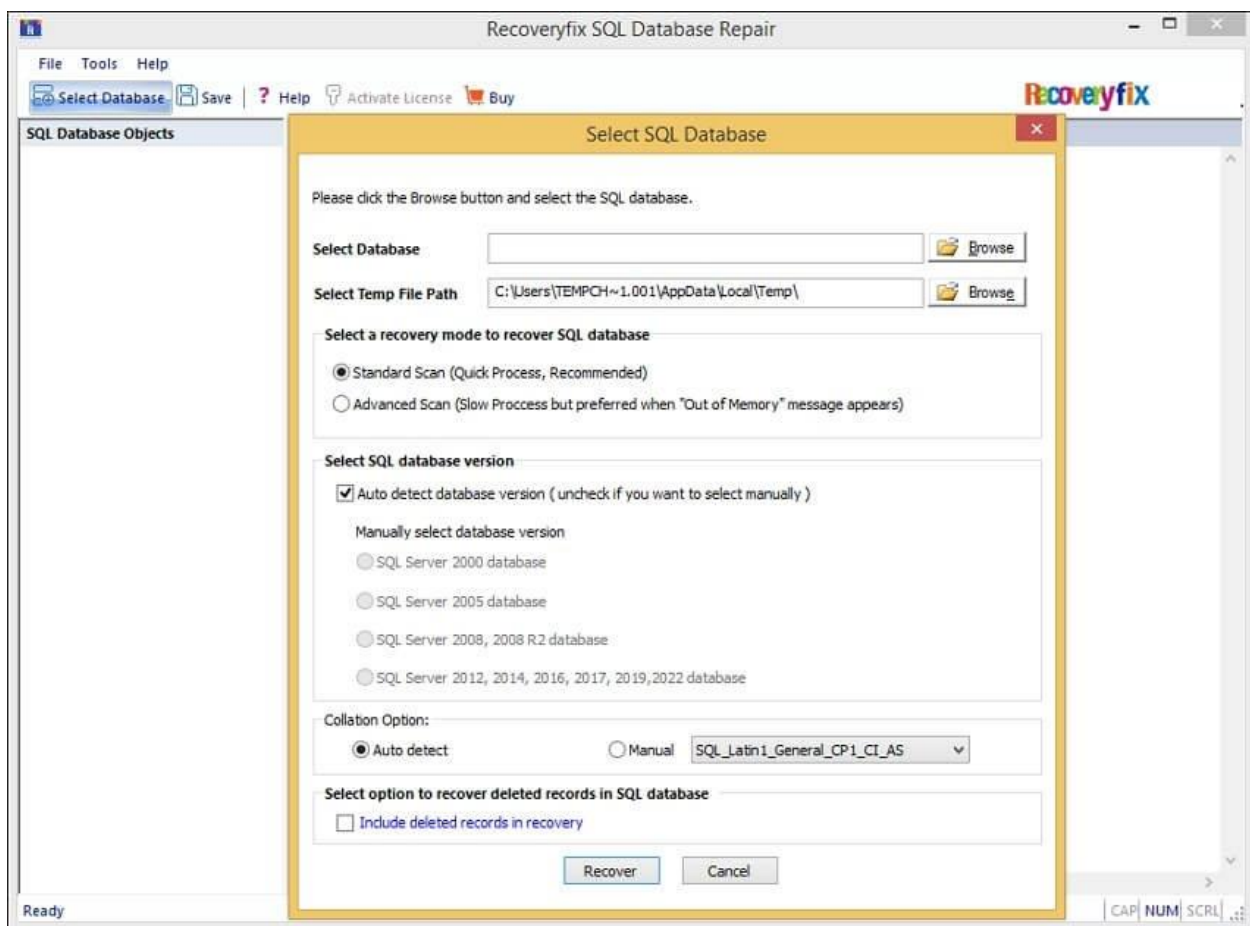 Recoveryfix SQL Database Repair
File Tools Help
Select Database Save ? Help Activate License Buy
Recoveryfix
SQL Database Objects
Select SQL Database
Please click the Browse button and select the SQL database.
Select Database Browse
Select Temp File Path C:\Users\TEMPCH~1.001\AppData\Local\Temp\ Browse
Select a recovery mode to recover SQL database
Standard Scan (Quick Process, Recommended)
Advanced Scan (Slow Proccess but preferred when "Out of Memory" message appears)
Select SQL database version
Auto detect database version ( uncheck if you want to select manually )
Manually select database version
SQL Server 2000 database
SQL Server 2005 database
SQL Server 2008, 2008 R2 database
SQL Server 2012, 2014, 2016, 2017, 2019,2022 database
Collation Option:
Auto detect Manual SQL_Latin1_General_CP1_CI_AS
Select option to recover deleted records in SQL database
Include deleted records in recovery
Recover Cancel
Ready CAP NUM SCRL